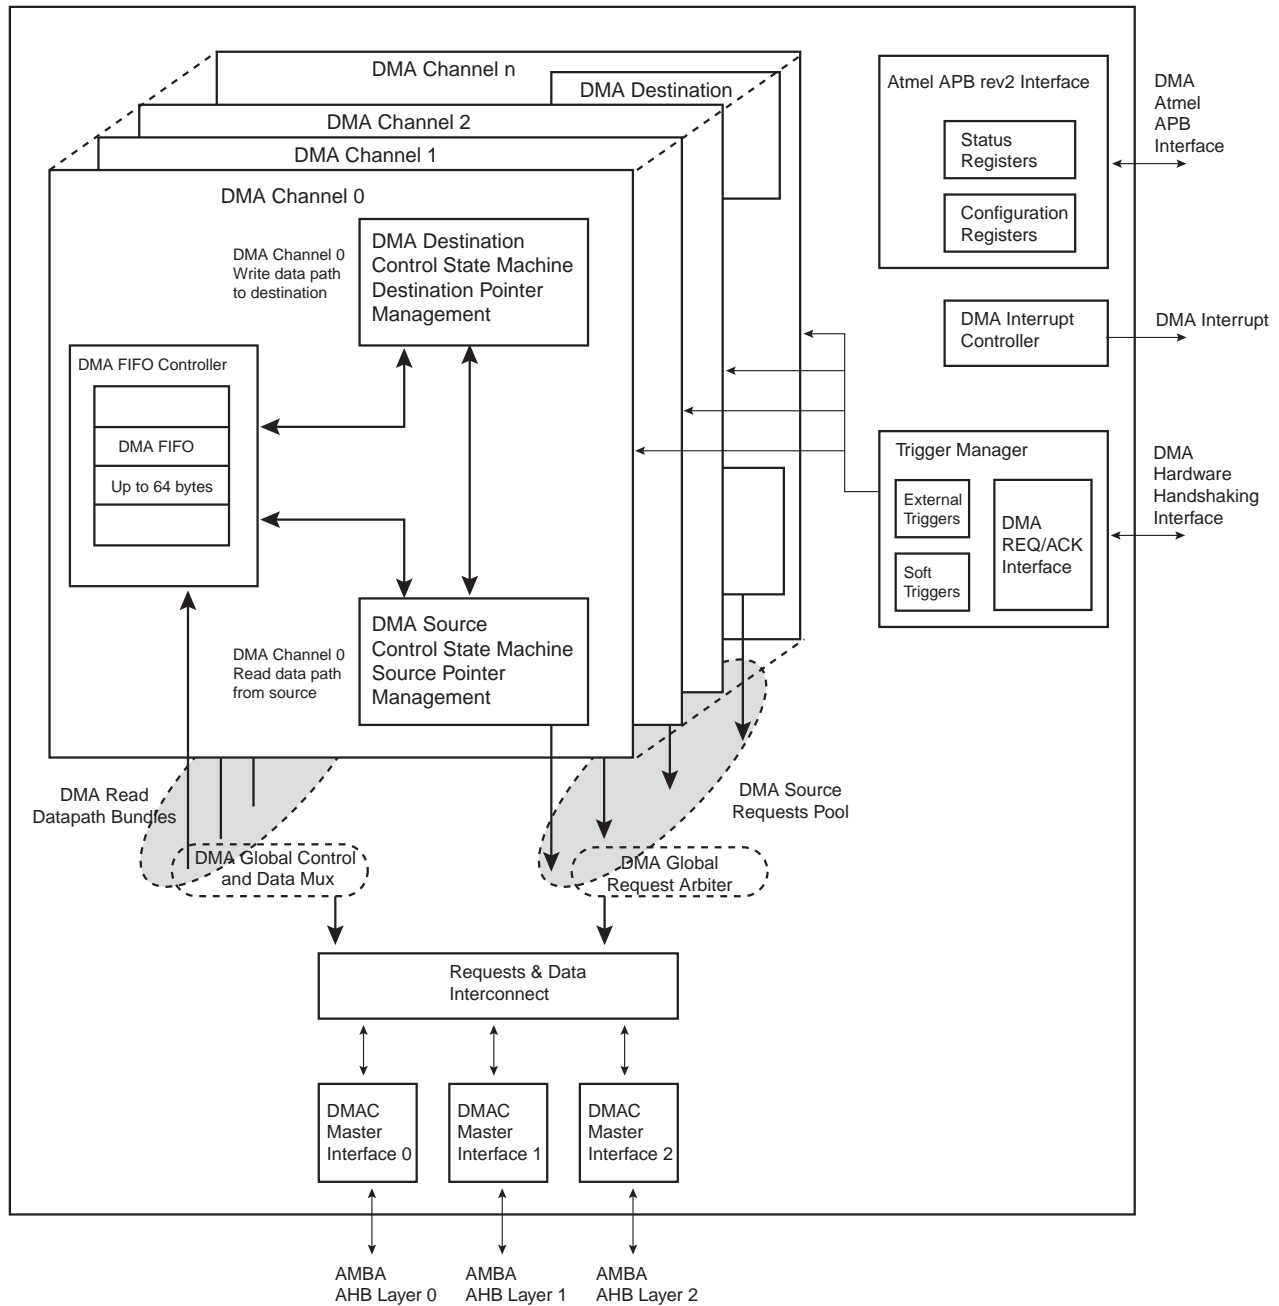 DMA Channel n
DMA Destination
DMA Channel 2
DMA Channel 1
DMA Channel 0
DMA Destination
Control State Machine
Destination Pointer
Management
DMA Channel 0
Write data path
to destination
DMA FIFO Controller
DMA FIFO
Up to 64 bytes
DMA Source
Control State Machine
Source Pointer
Management
DMA Channel 0
Read data path
from source
Atmel APB rev2 Interface
Status
Registers
Configuration
Registers
DMA
Atmel
APB
Interface
DMA Interrupt
Controller
DMA Interrupt
Trigger Manager
External
Triggers
Soft
Triggers
DMA
REQ/ACK
Interface
DMA
Hardware
Handshaking
Interface
DMA Read
Datapath Bundles
DMA Source
Requests Pool
DMA Global Control
and Data Mux
DMA Global
Request Arbiter
Requests & Data
Interconnect
DMAC
Master
Interface 0
DMAC
Master
Interface 1
DMAC
Master
Interface 2
AMBA
AHB Layer 0
AMBA
AHB Layer 1
AMBA
AHB Layer 2